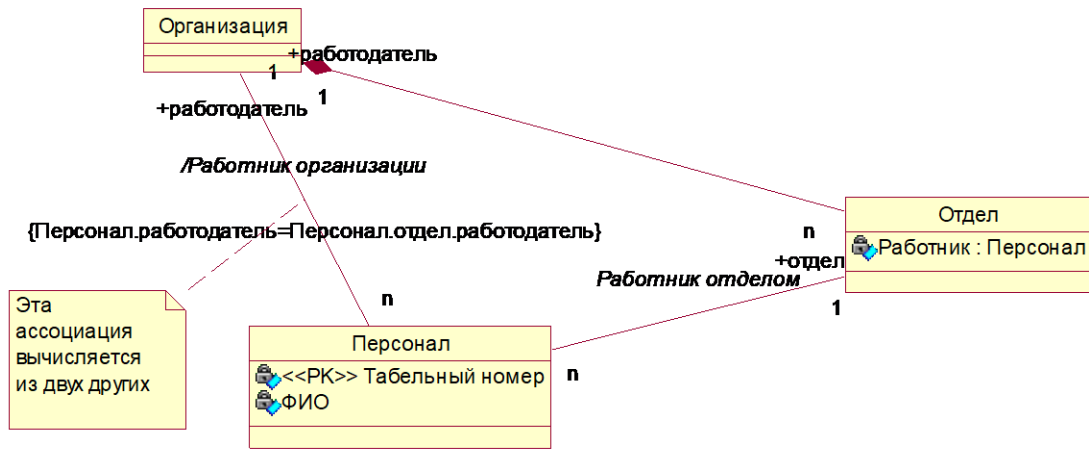 Организация
+работодатель
1
1
+работодатель
/Работник организации
{Персонал.работодатель=Персонал.отдел.работодатель}
n
Отдел
Работник : Персонал
+отдел
Работник отделом
1
Эта
ассоциация
вычисляется
из двух других
n
Персонал
<<PK>> Табельный номер
ФИО
n